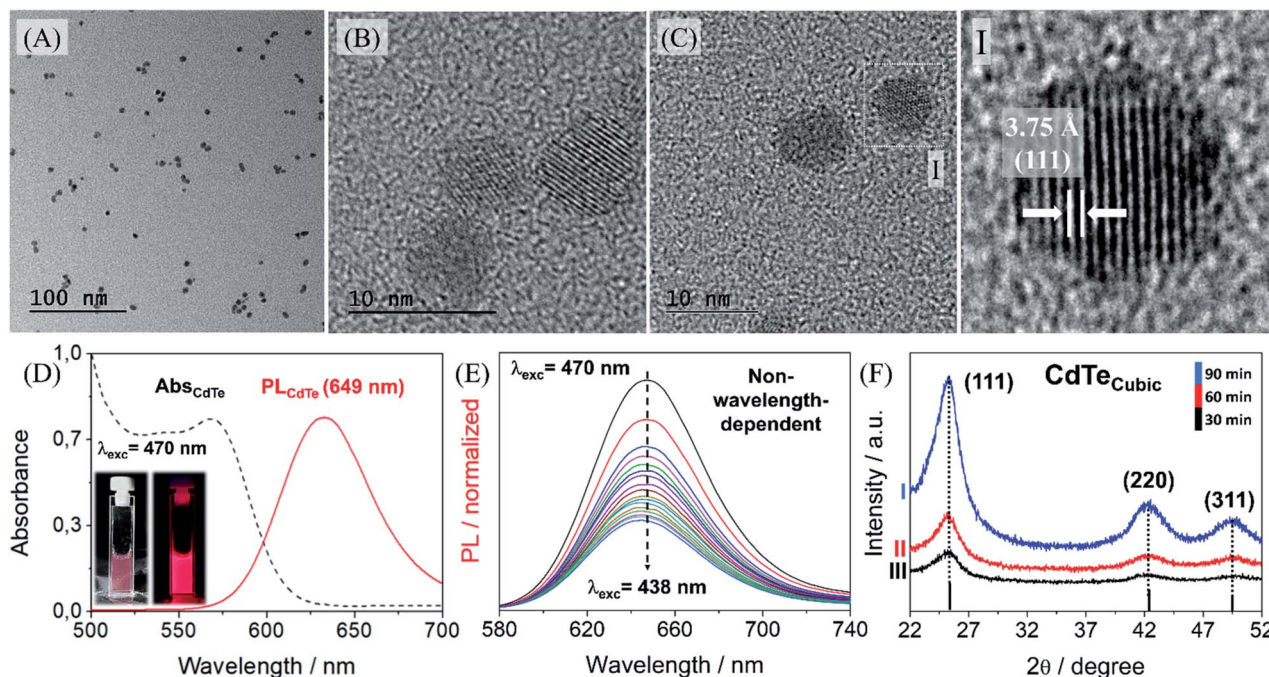 (A)
100 nm
(B)
10 nm
(C)
I
10 nm
I
3.75 Å
(111)
(D)
1,0
0,7
0.3
0,0
Absorbance
Abs_CdTe
PL_CdTe (649 nm)
λ_exc= 470 nm
500
550
600
650
700
Wavelength / nm
(E)
λ_exc= 470 nm
Non-
wavelength-
dependent
λ_exc= 438 nm
PL / normalized
580
620
660
700
740
Wavelength / nm
(F)
CdTe_Cubic
90 min
60 min
30 min
(111)
(220)
(311)
I
II
III
Intensity / a.u.
22
27
32
37
42
47
52
2θ / degree